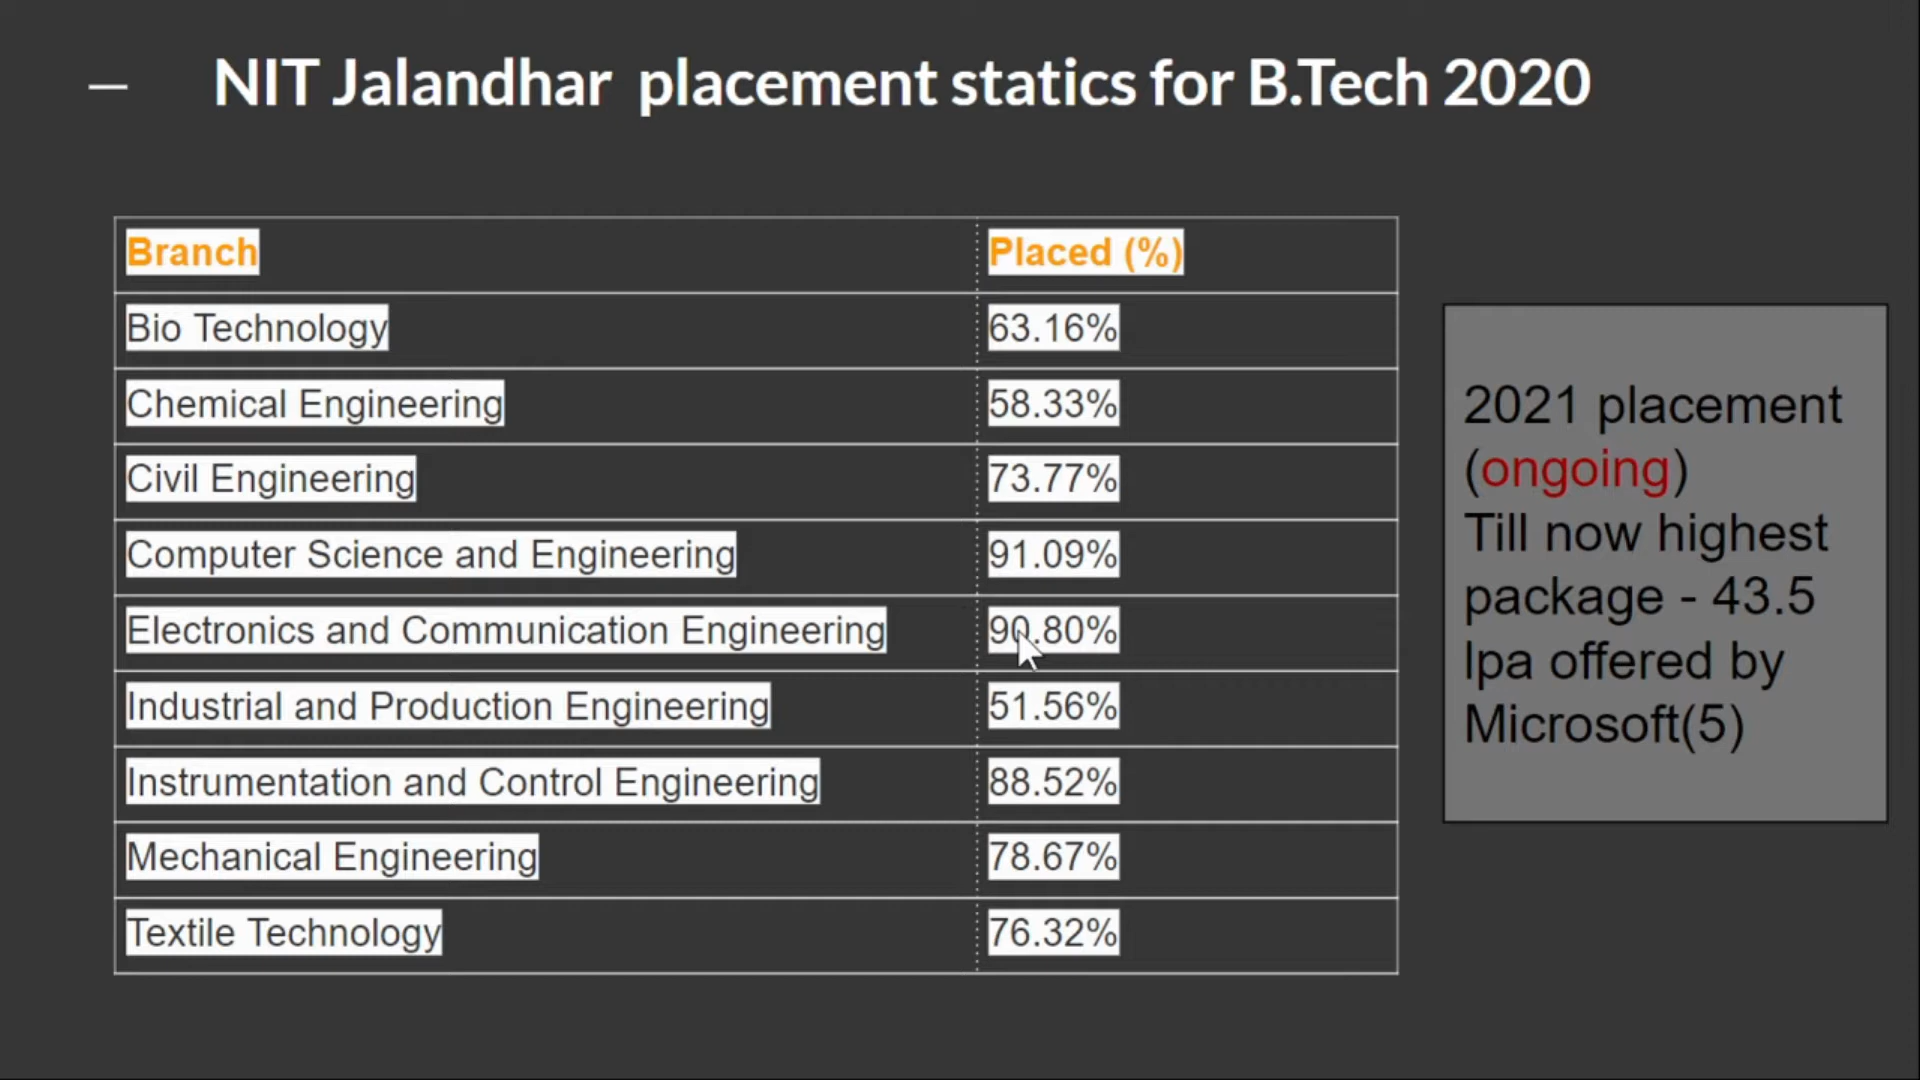 — NIT Jalandhar placement statics for B.Tech 2020
Branch Placed (%)
Bio Technology 63.16%
Chemical Engineering 58.33%
Civil Engineering 73.77%
Computer Science and Engineering 91.09%
Electronics and Communication Engineering 90.80%
Industrial and Production Engineering 51.56%
Instrumentation and Control Engineering 88.52%
Mechanical Engineering 78.67%
Textile Technology 76.32%
2021 placement
(ongoing)
Till now highest
package - 43.5
lpa offered by
Microsoft(5)